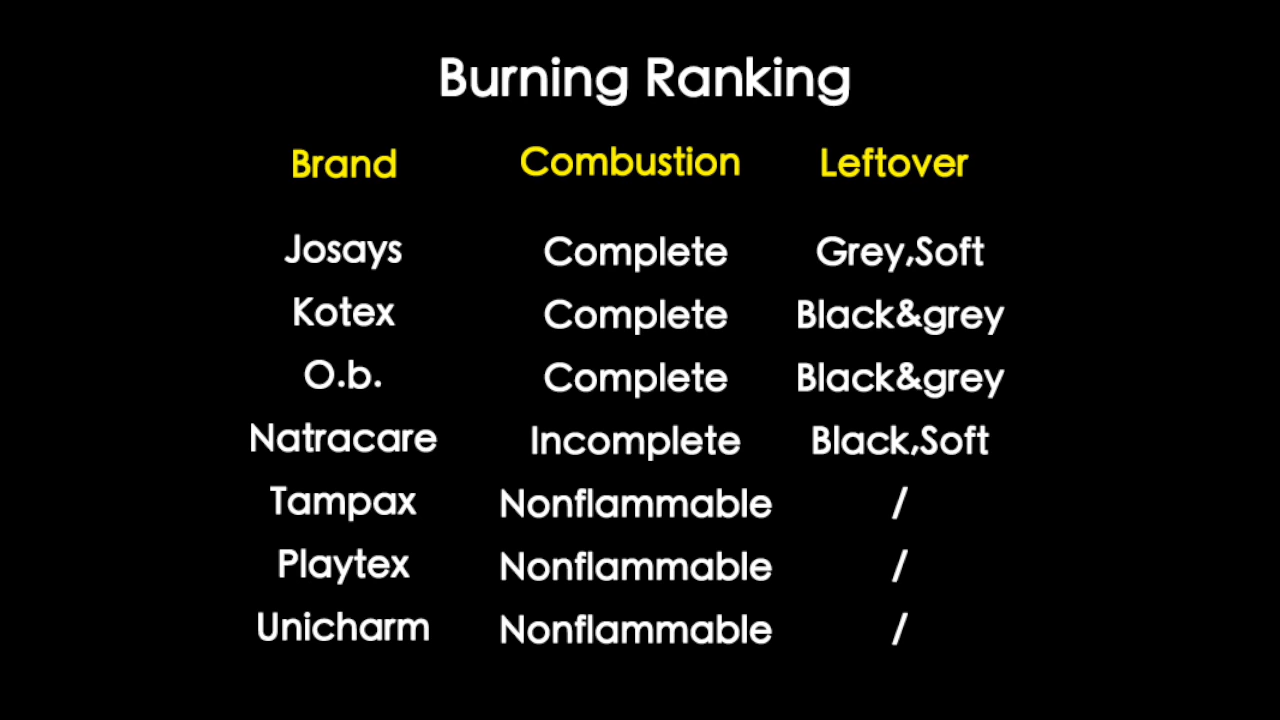 Burning Ranking
Brand Combustion Leftover
Josays Complete Grey,Soft
Kotex Complete Black&grey
O.b. Complete Black&grey
Natracare Incomplete Black,Soft
Tampax Nonflammable /
Playtex Nonflammable /
Unicharm Nonflammable /